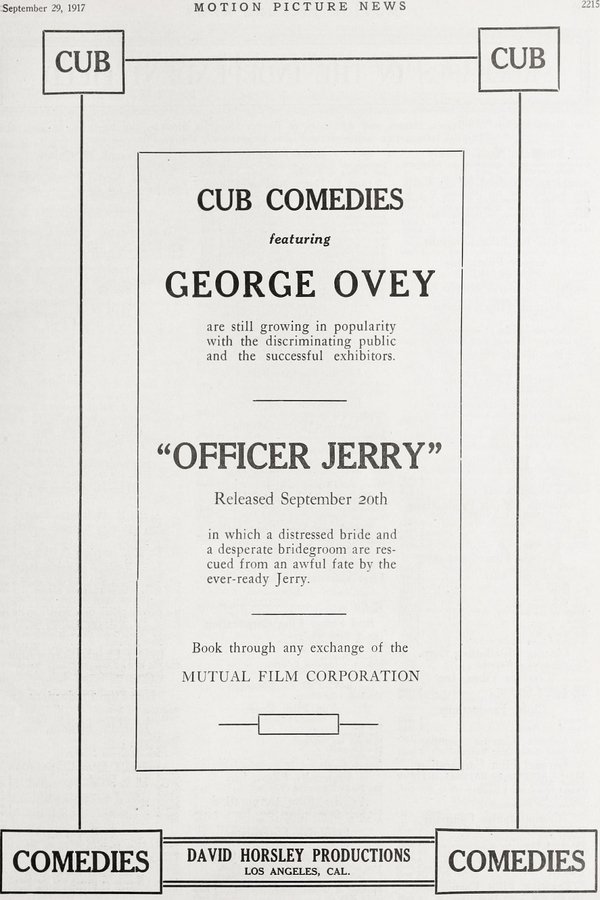 September 29, 1917
MOTION PICTURE NEWS
2215
CUB
CUB
CUB COMEDIES
featuring
GEORGE OVEY
are still growing in popularity
with the discriminating public
and the successful exhibitors.
“OFFICER JERRY”
Released September 20th
in which a distressed bride and
a desperate bridegroom are res-
cued from an awful fate by the
ever-ready Jerry.
Book through any exchange of the
MUTUAL FILM CORPORATION
COMEDIES
DAVID HORSLEY PRODUCTIONS
LOS ANGELES, CAL.
COMEDIES